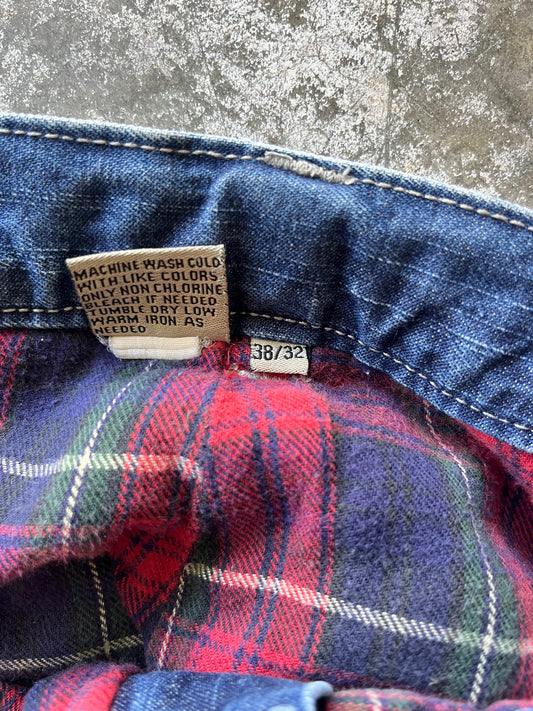 MACHINE WASH COLD
WITH LIKE COLORS
ONLY NON CHLORINE
BLEACH IF NEEDED
TUMBLE DRY LOW
WARM IRON AS
NEEDED
38/32